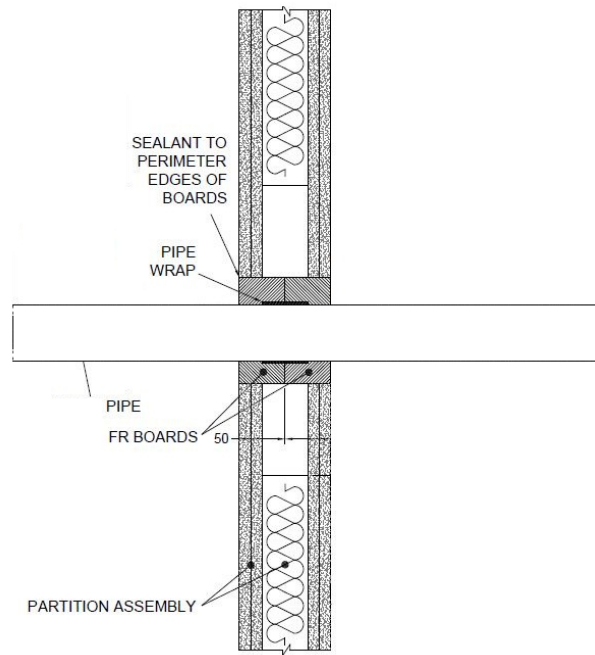 SEALANT TO
PERIMETER
EDGES OF
BOARDS
PIPE
WRAP
PIPE
FR BOARDS
50
PARTITION ASSEMBLY